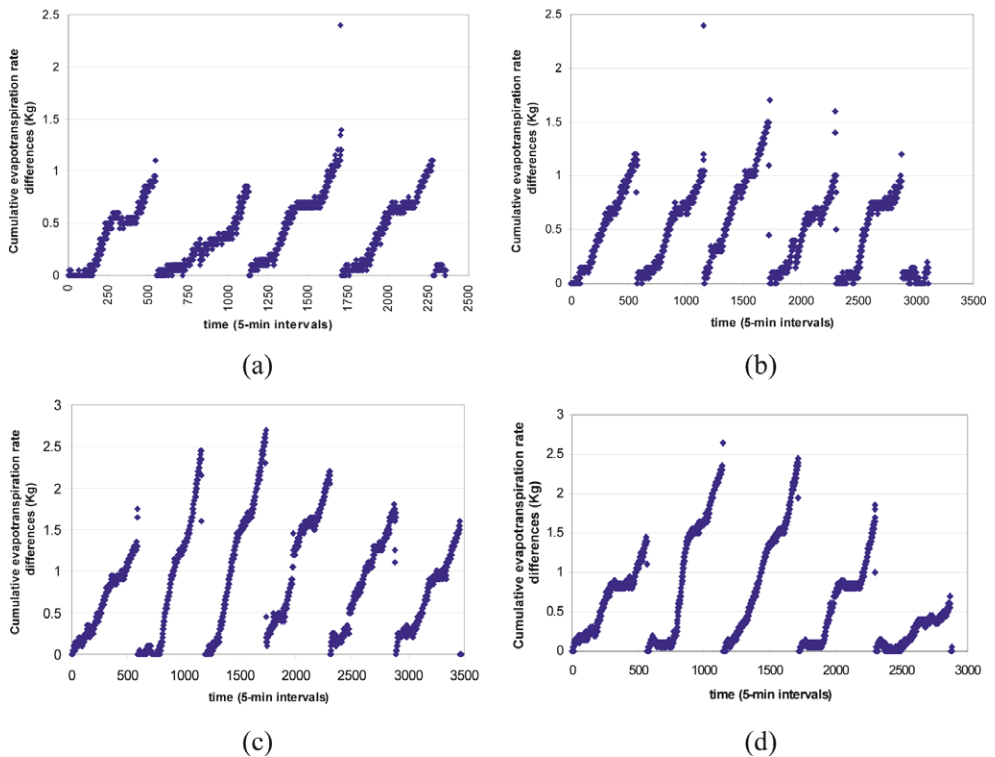 2.5
2
1.5
1
0.5
0
Cumulative evapotranspiration rate
differences (Kg)
0
250
500
750
1000
1250
1500
1750
2000
2250
2500
time (5-min intervals)
(a)
2.5
2
1.5
1
0.5
0
Cumulative evapotranspiration rate
differences (Kg)
0 500 1000 1500 2000 2500 3000 3500
time (5-min intervals)
(b)
3
2.5
2
1.5
1
0.5
0
Cumulative evapotranspiration rate
differences (Kg)
0 500 1000 1500 2000 2500 3000 3500
time (5-min intervals)
(c)
3
2.5
2
1.5
1
0.5
0
Cumulative evapotranspiration rate
differences (Kg)
0 500 1000 1500 2000 2500 3000
time (5-min intervals)
(d)